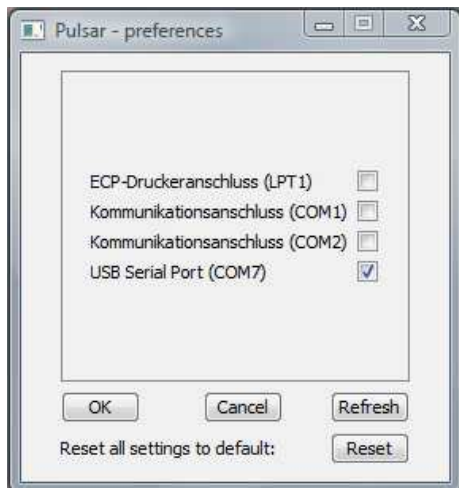 Pulsar - preferences
ECP-Druckeranschluss (LPT1)
Kommunikationsanschluss (COM1)
Kommunikationsanschluss (COM2)
USB Serial Port (COM7)
OK Cancel Refresh
Reset all settings to default: Reset